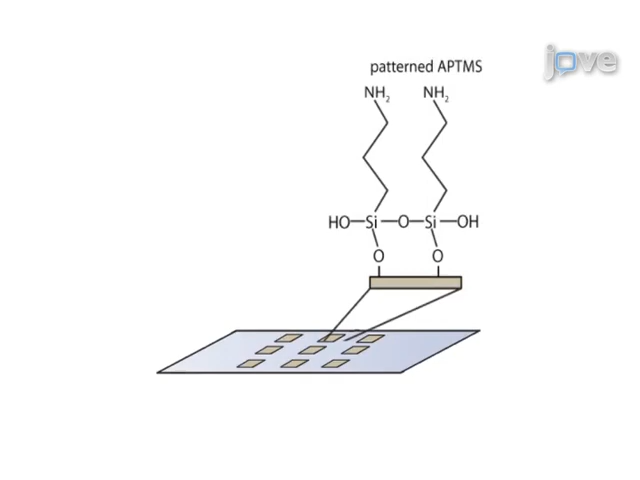 jove
patterned APTMS
NH₂ NH₂
HO Si O Si OH
O O